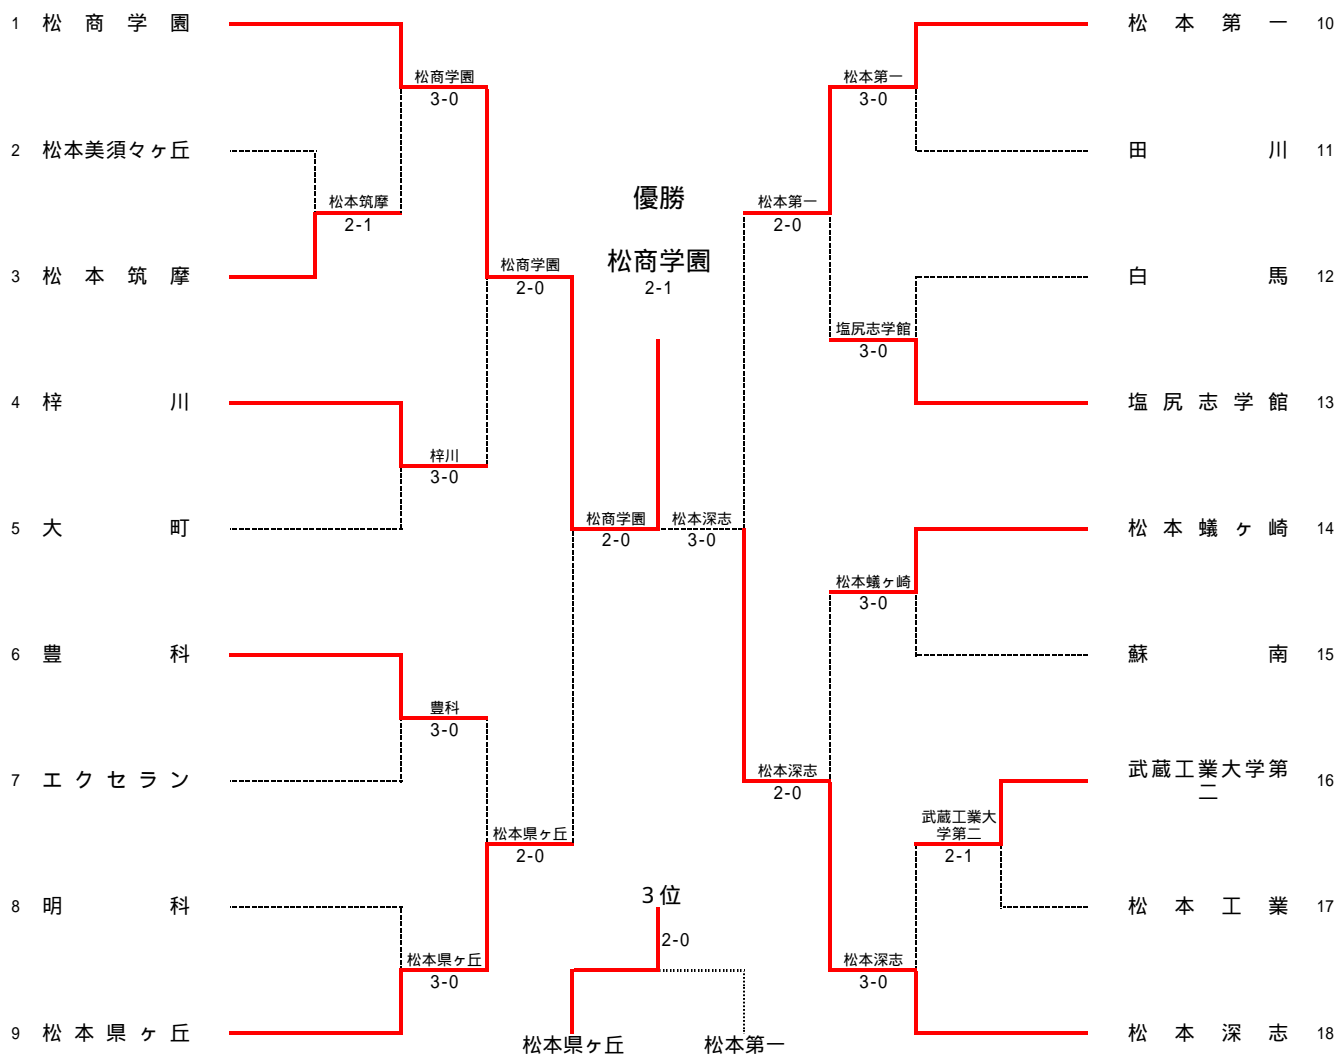 1 松商学園
松商学園
3-0
2 松本美須々ヶ丘
松本筑摩
2-1
3 松本筑摩
松商学園
2-0
4 梓川
梓川
3-0
5 大町
松商学園
2-0
6 豊科
豊科
3-0
7 エクセラン
松本県ヶ丘
2-0
8 明科
松本県ヶ丘
3-0
9 松本県ヶ丘
優勝
松商学園
2-1
松本深志
3-0
3位
2-0
松本県ヶ丘
松本第一
松本第一 10
松本第一
3-0
田川 11
松本第一
2-0
白馬 12
塩尻志学館
3-0
塩尻志学館 13
松本蟻ヶ崎 14
松本蟻ヶ崎
3-0
蘇南 15
松本深志
2-0
武蔵工業大学第
二 16
武蔵工業大
学第二
2-1
松本工業 17
松本深志
3-0
松本深志 18